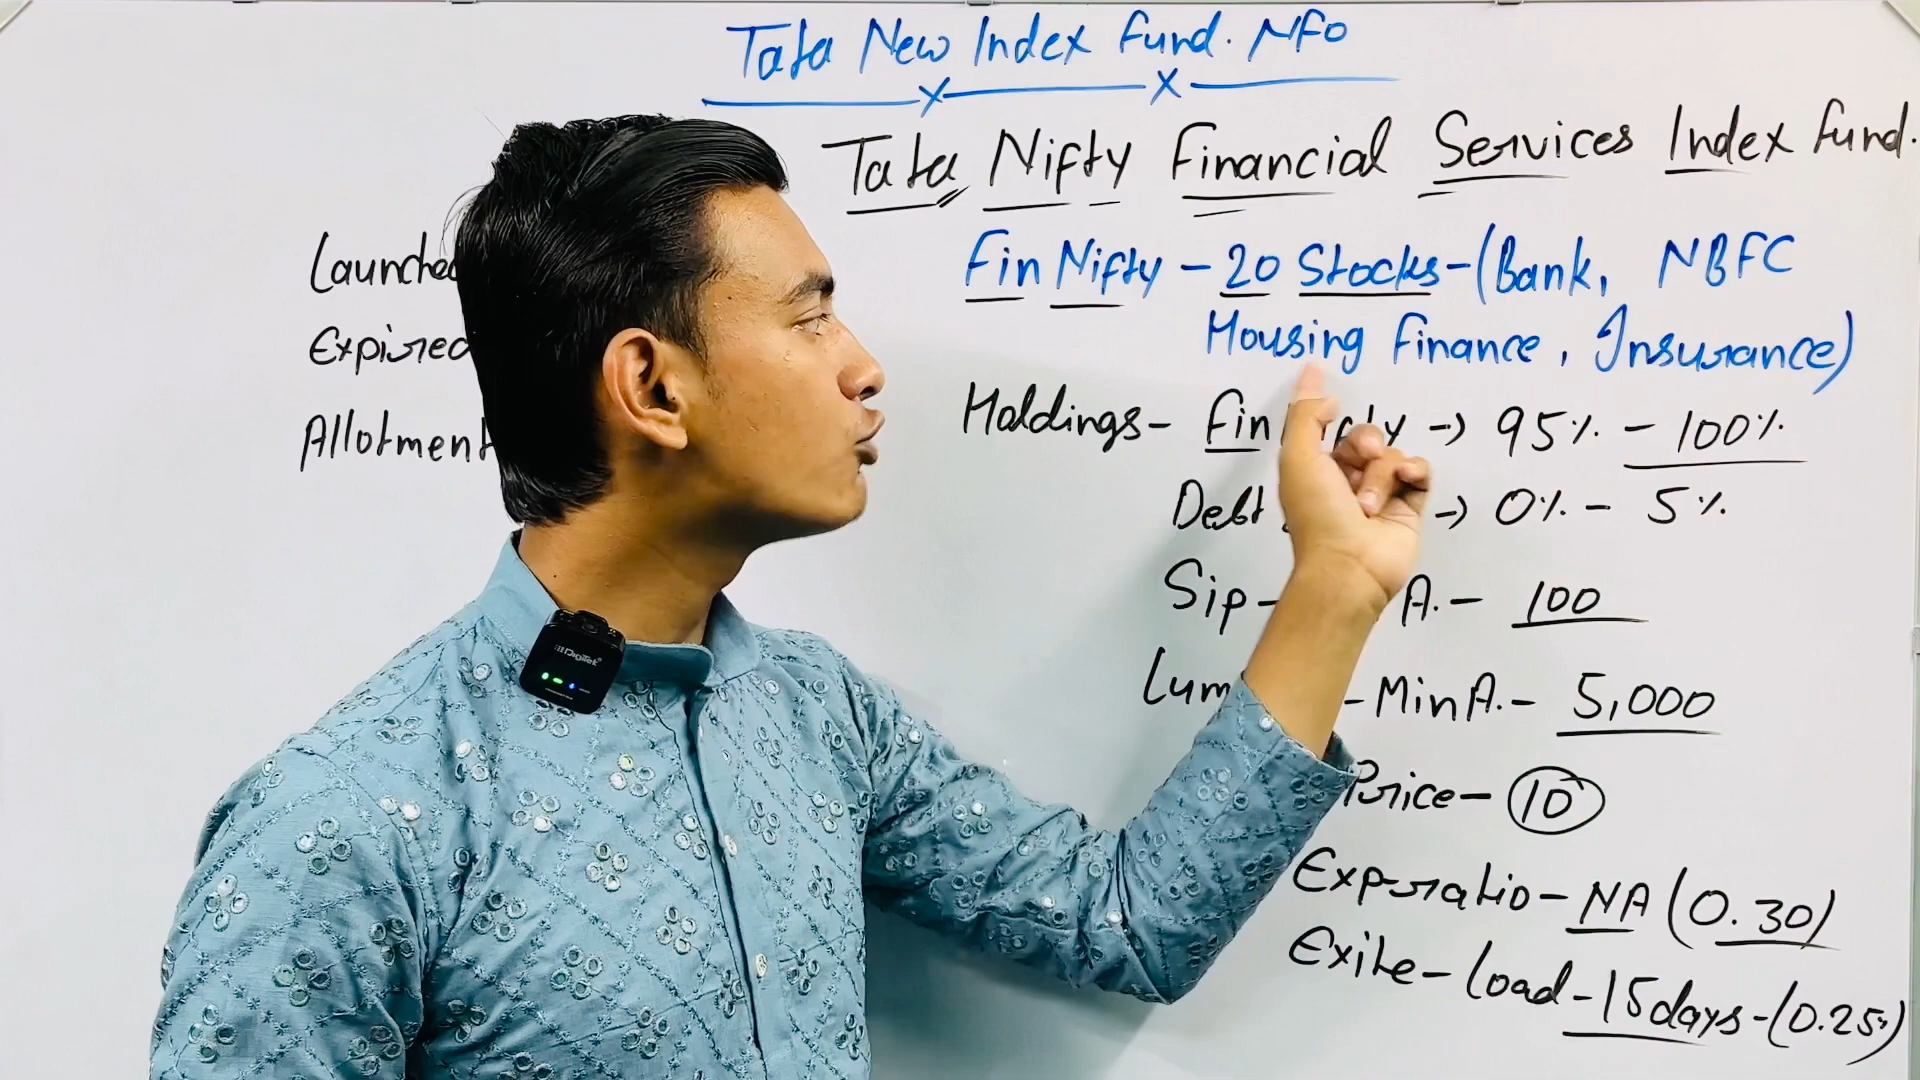 Tata New Index Fund. NFO
Tata Nifty Financial Services Index Fund.
Fin Nifty - 20 Stocks - (Bank, NBFC
Housing Finance, Insurance)
Launched
Expired
Allotment
Holdings - Fin → 95% - 100%
Debt → 0% - 5%
Sip - A. - 100
- Min A. - 5,000
Price - 10
Exp-ratio - NA (0.30)
Exite - load - 15 days - (0.25%)
DigiTek